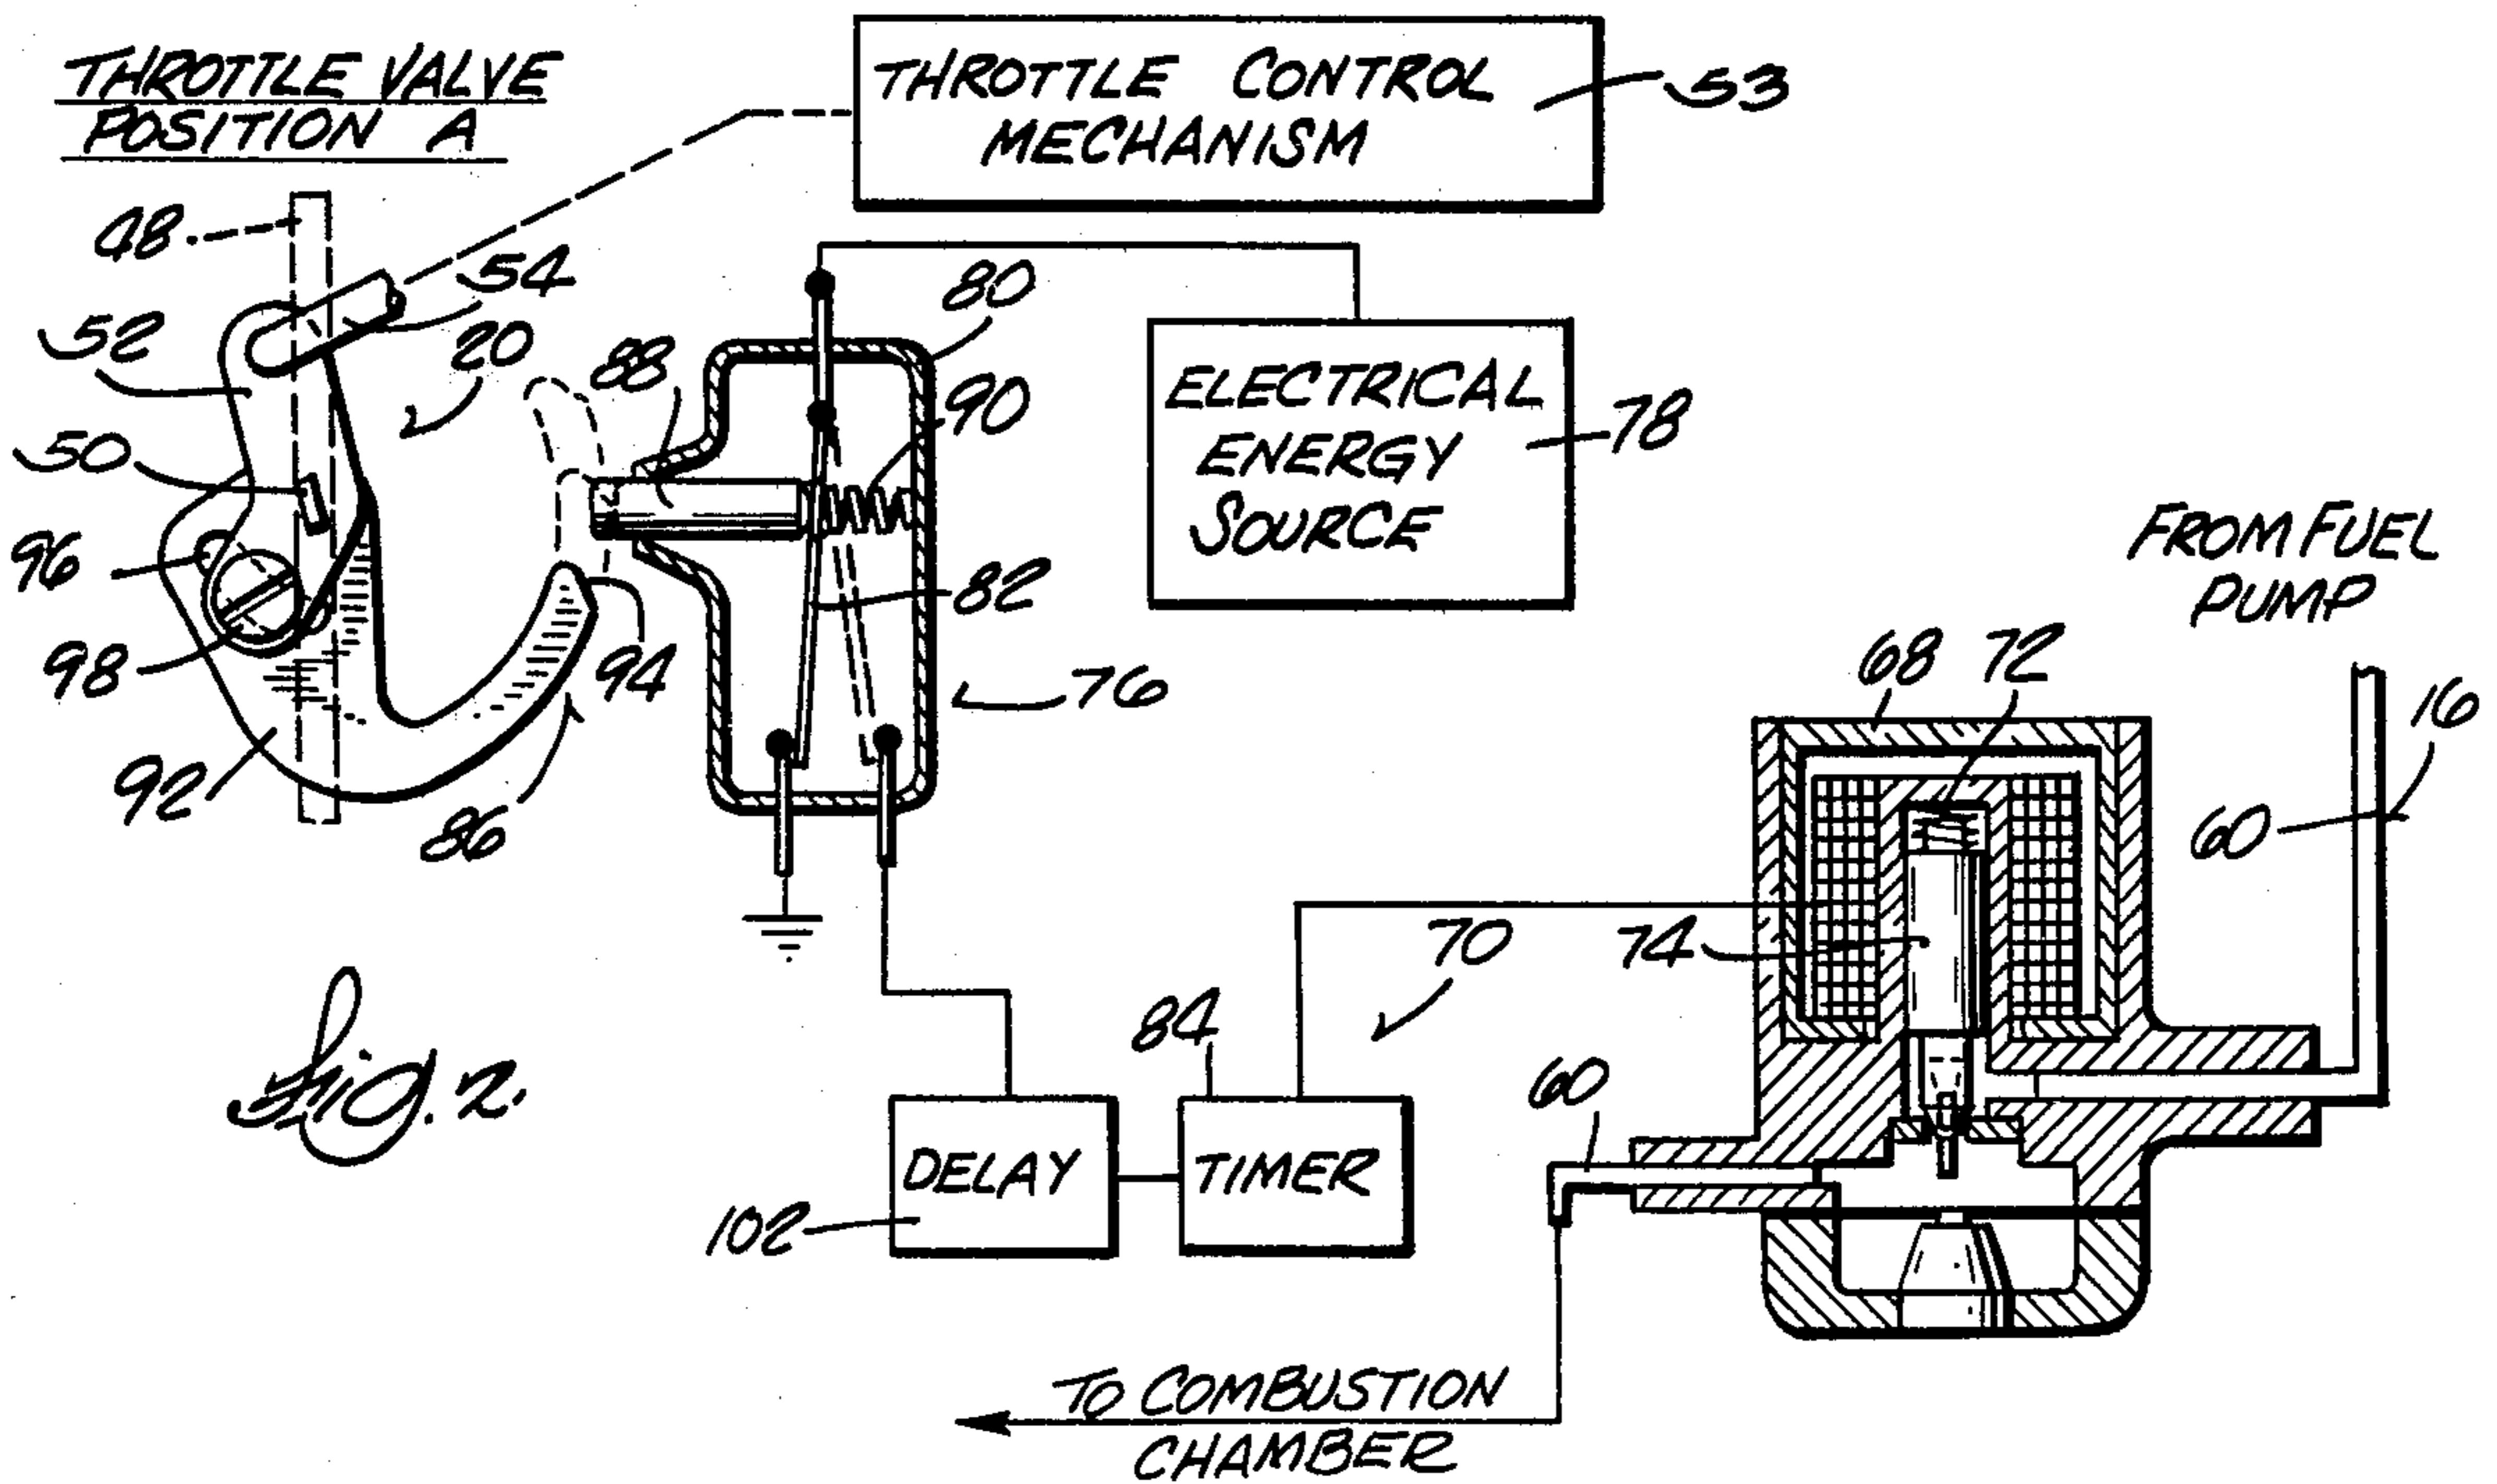 THROTTLE VALVE
POSITION A
THROTTLE CONTROL
MECHANISM
53
48
54
52
20
80
88
90
ELECTRICAL
ENERGY
SOURCE
78
50
96
82
98
94
76
92
86
FROM FUEL
PUMP
68
72
16
60
74
70
84
60
DELAY
TIMER
102
Fig. 2.
TO COMBUSTION
CHAMBER